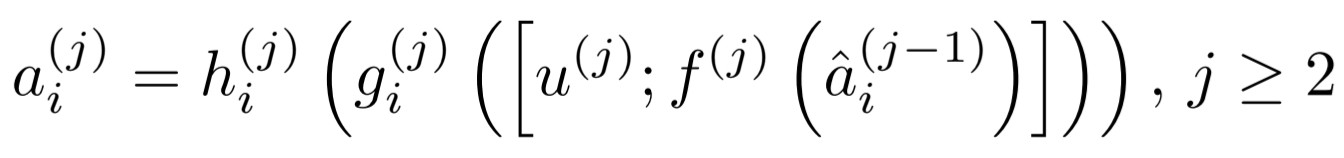 $a_i^{(j)} = h_i^{(j)} \left( g_i^{(j)} \left( \left[ u^{(j)}; f^{(j)} \left( \hat{a}_i^{(j-1)} \right) \right] \right) \right), j \geq 2$